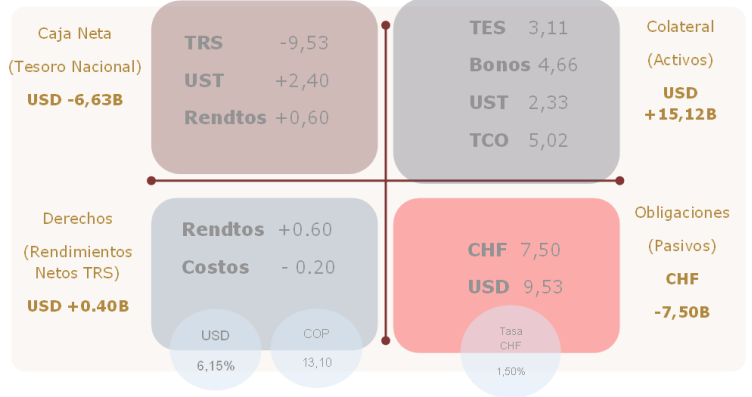 Caja Neta
(Tesoro Nacional)
USD -6,63B
TRS -9,53
UST +2,40
Rendtos +0,60
TES 3,11
Bonos 4,66
UST 2,33
TCO 5,02
Colateral
(Activos)
USD
+15,12B
Derechos
(Rendimientos
Netos TRS)
USD +0.40B
Rendtos +0.60
Costos - 0.20
USD
6,15%
COP
13,10
CHF 7,50
USD 9,53
Tasa
CHF
1,50%
Obligaciones
(Pasivos)
CHF
-7,50B